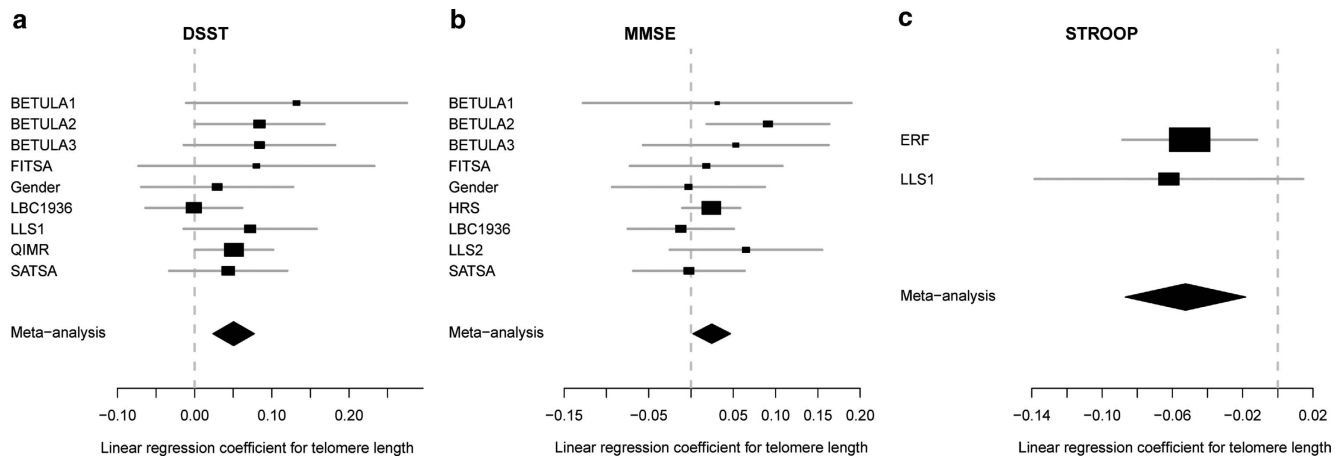 a
DSST
BETULA1
BETULA2
BETULA3
FITSA
Gender
LBC1936
LLS1
QIMR
SATSA
Meta−analysis
−0.10 0.00 0.10 0.20
Linear regression coefficient for telomere length
b
MMSE
BETULA1
BETULA2
BETULA3
FITSA
Gender
HRS
LBC1936
LLS2
SATSA
Meta−analysis
−0.15 −0.05 0.05 0.10 0.15 0.20
Linear regression coefficient for telomere length
c
STROOP
ERF
LLS1
Meta−analysis
−0.14 −0.10 −0.06 −0.02 0.02
Linear regression coefficient for telomere length